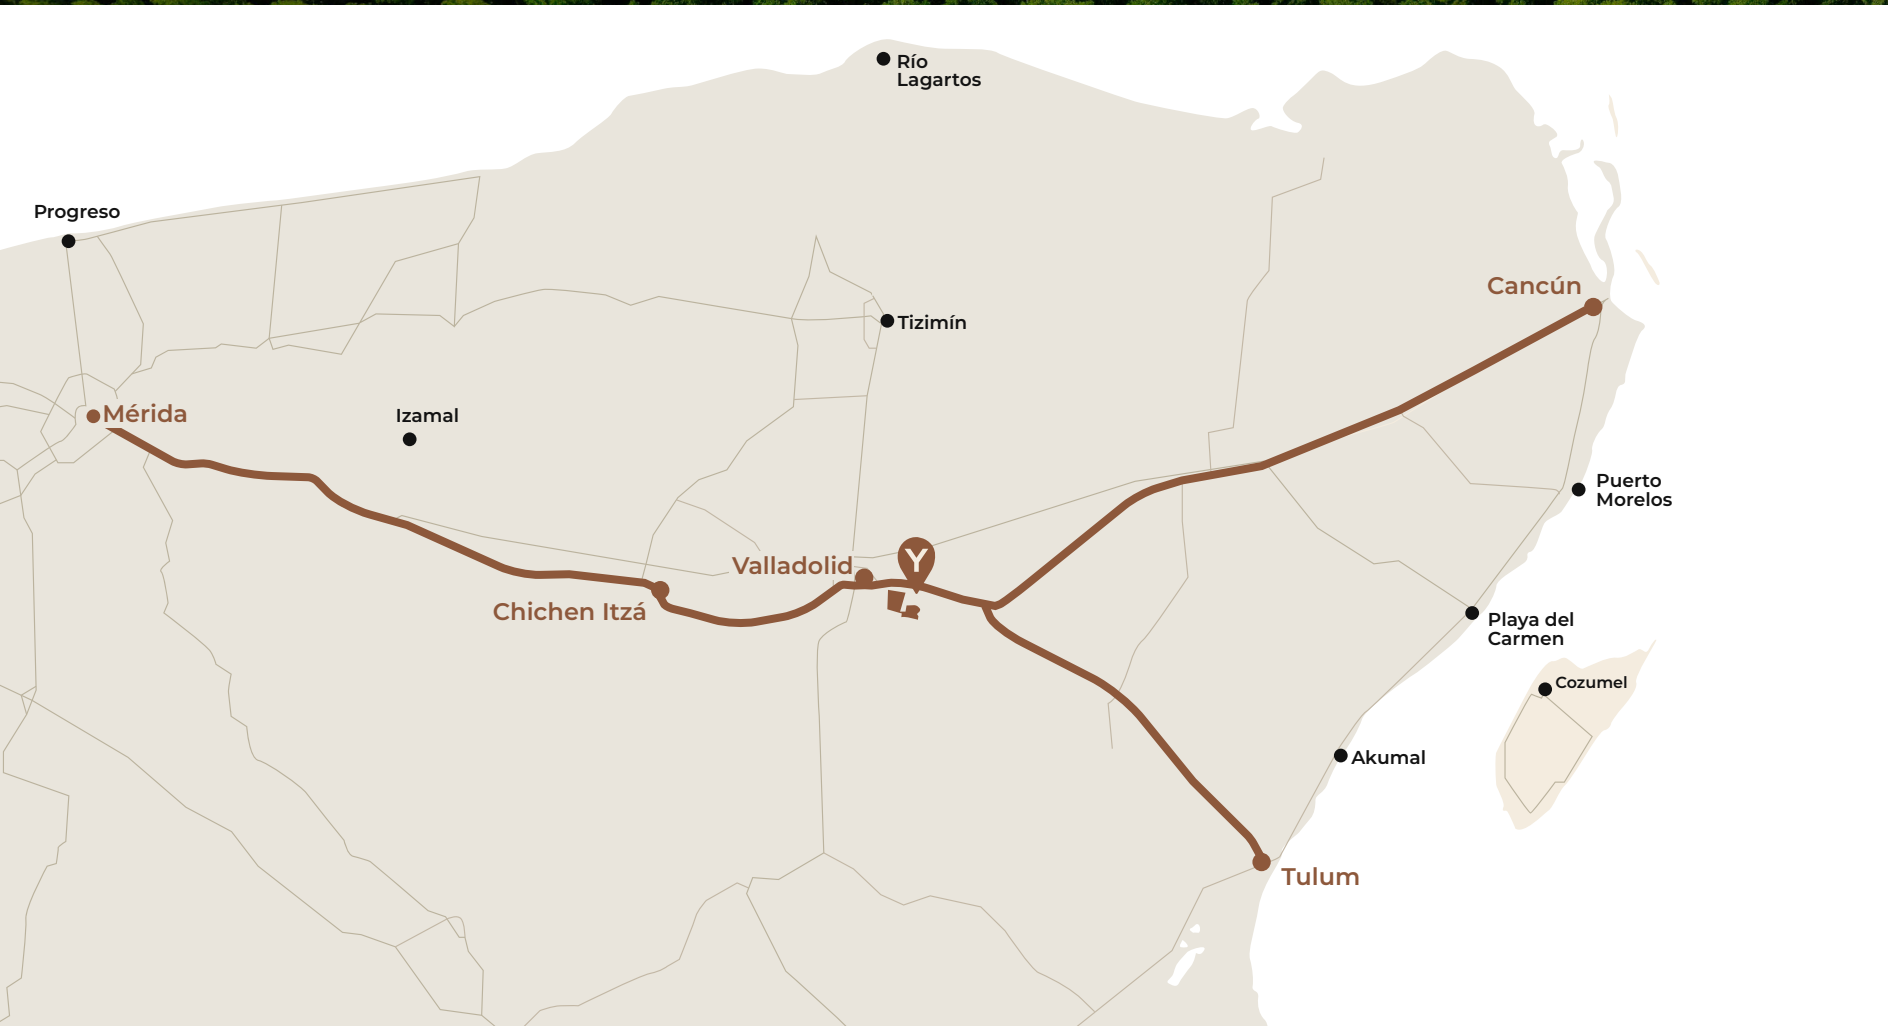 Río
Lagartos
Progreso
Cancún
Tizimín
Mérida
Izamal
Puerto
Morelos
Valladolid
Y
Chichen Itzá
Playa del
Carmen
Cozumel
Akumal
Tulum